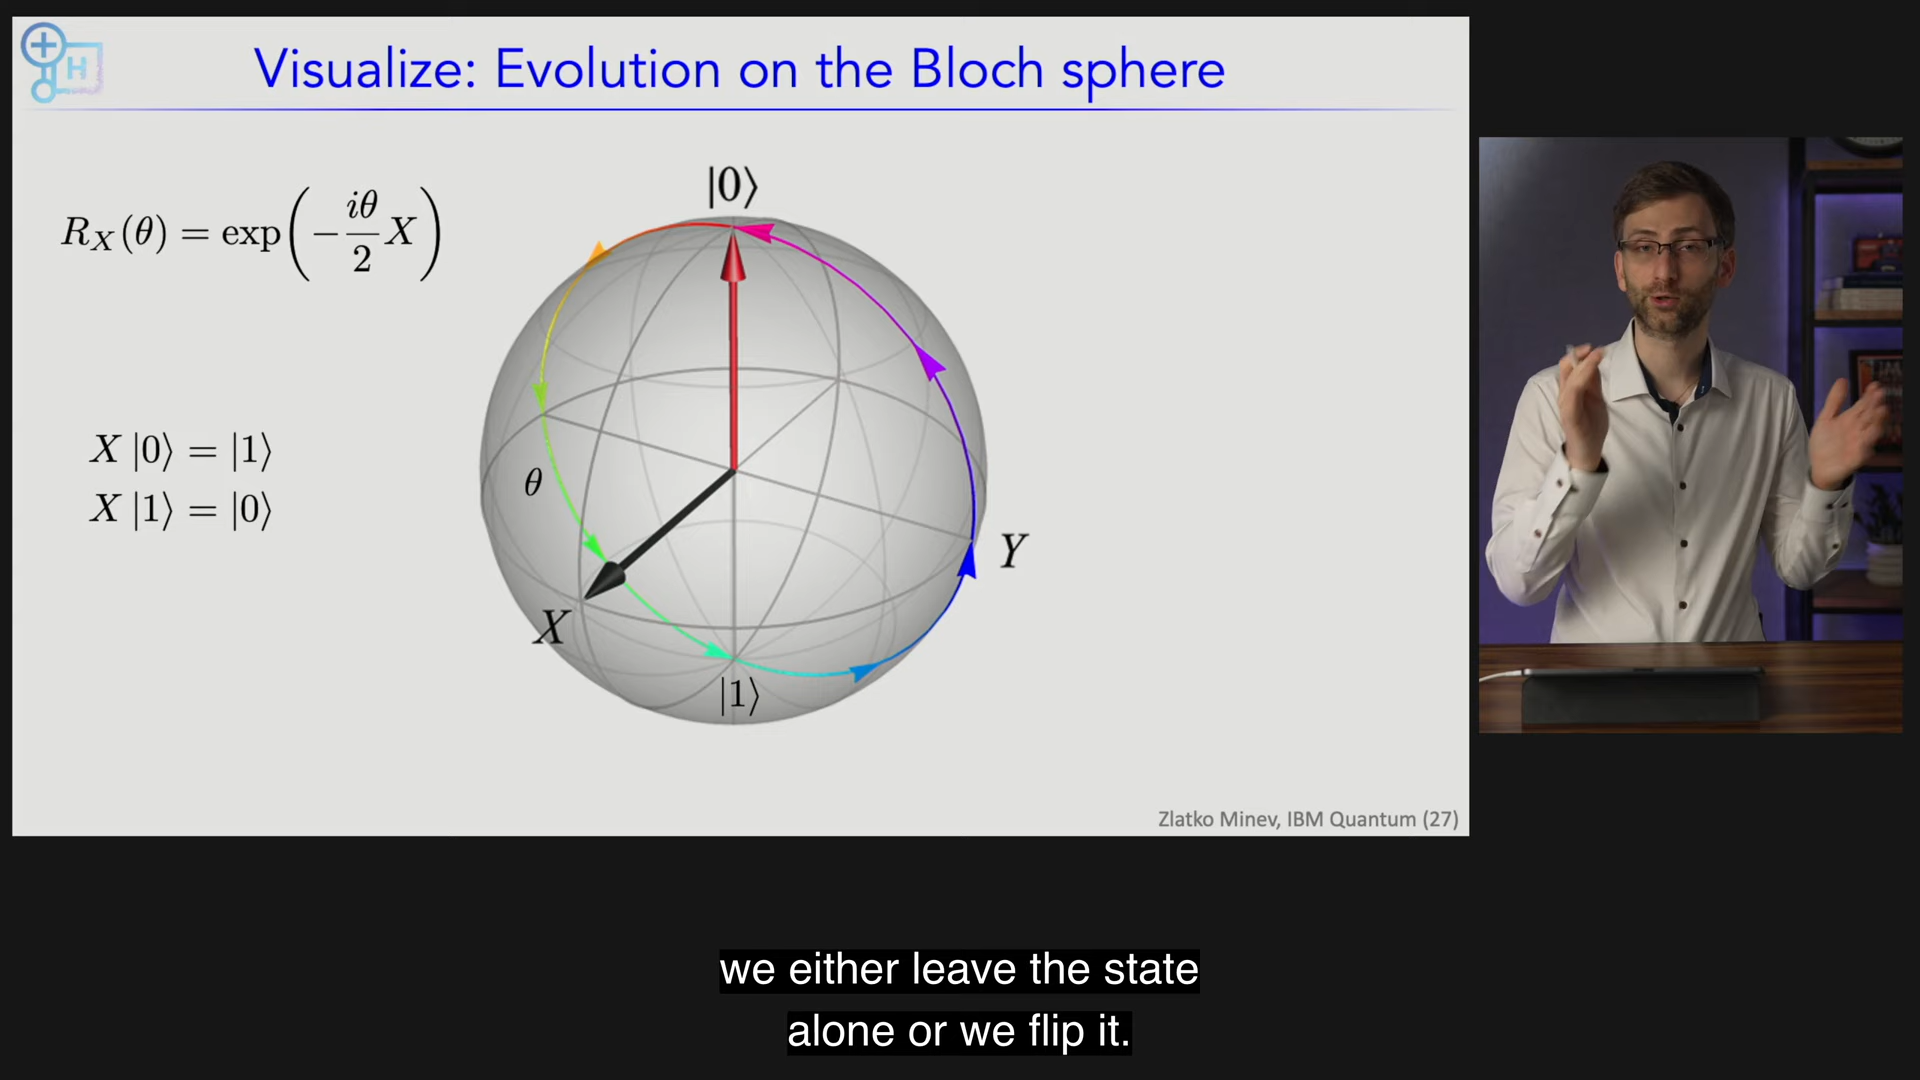 H
Visualize: Evolution on the Bloch sphere
R_X(θ) = exp(−iθ/2 X)
X |0⟩ = |1⟩
X |1⟩ = |0⟩
|0⟩
θ
Y
X
|1⟩
Zlatko Minev, IBM Quantum (27)
we either leave the state
alone or we flip it.